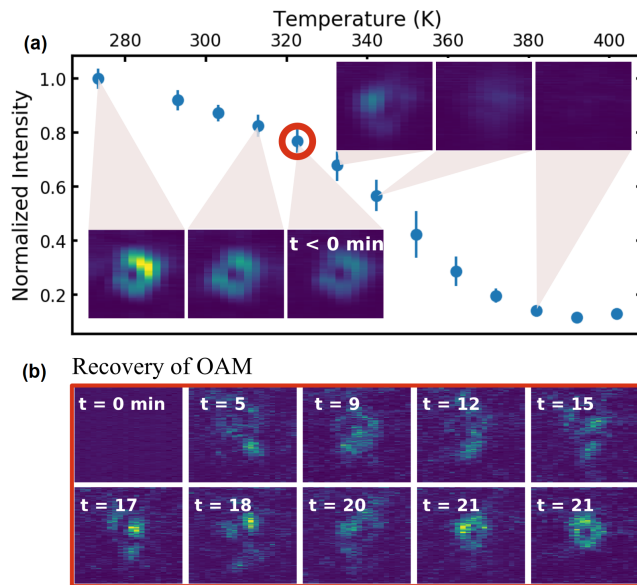 Temperature (K)
(a)
280 300 320 340 360 380 400
Normalized Intensity
1.0
0.8
0.6
0.4
0.2
t < 0 min
(b) Recovery of OAM
t = 0 min t = 5 t = 9 t = 12 t = 15
t = 17 t = 18 t = 20 t = 21 t = 21